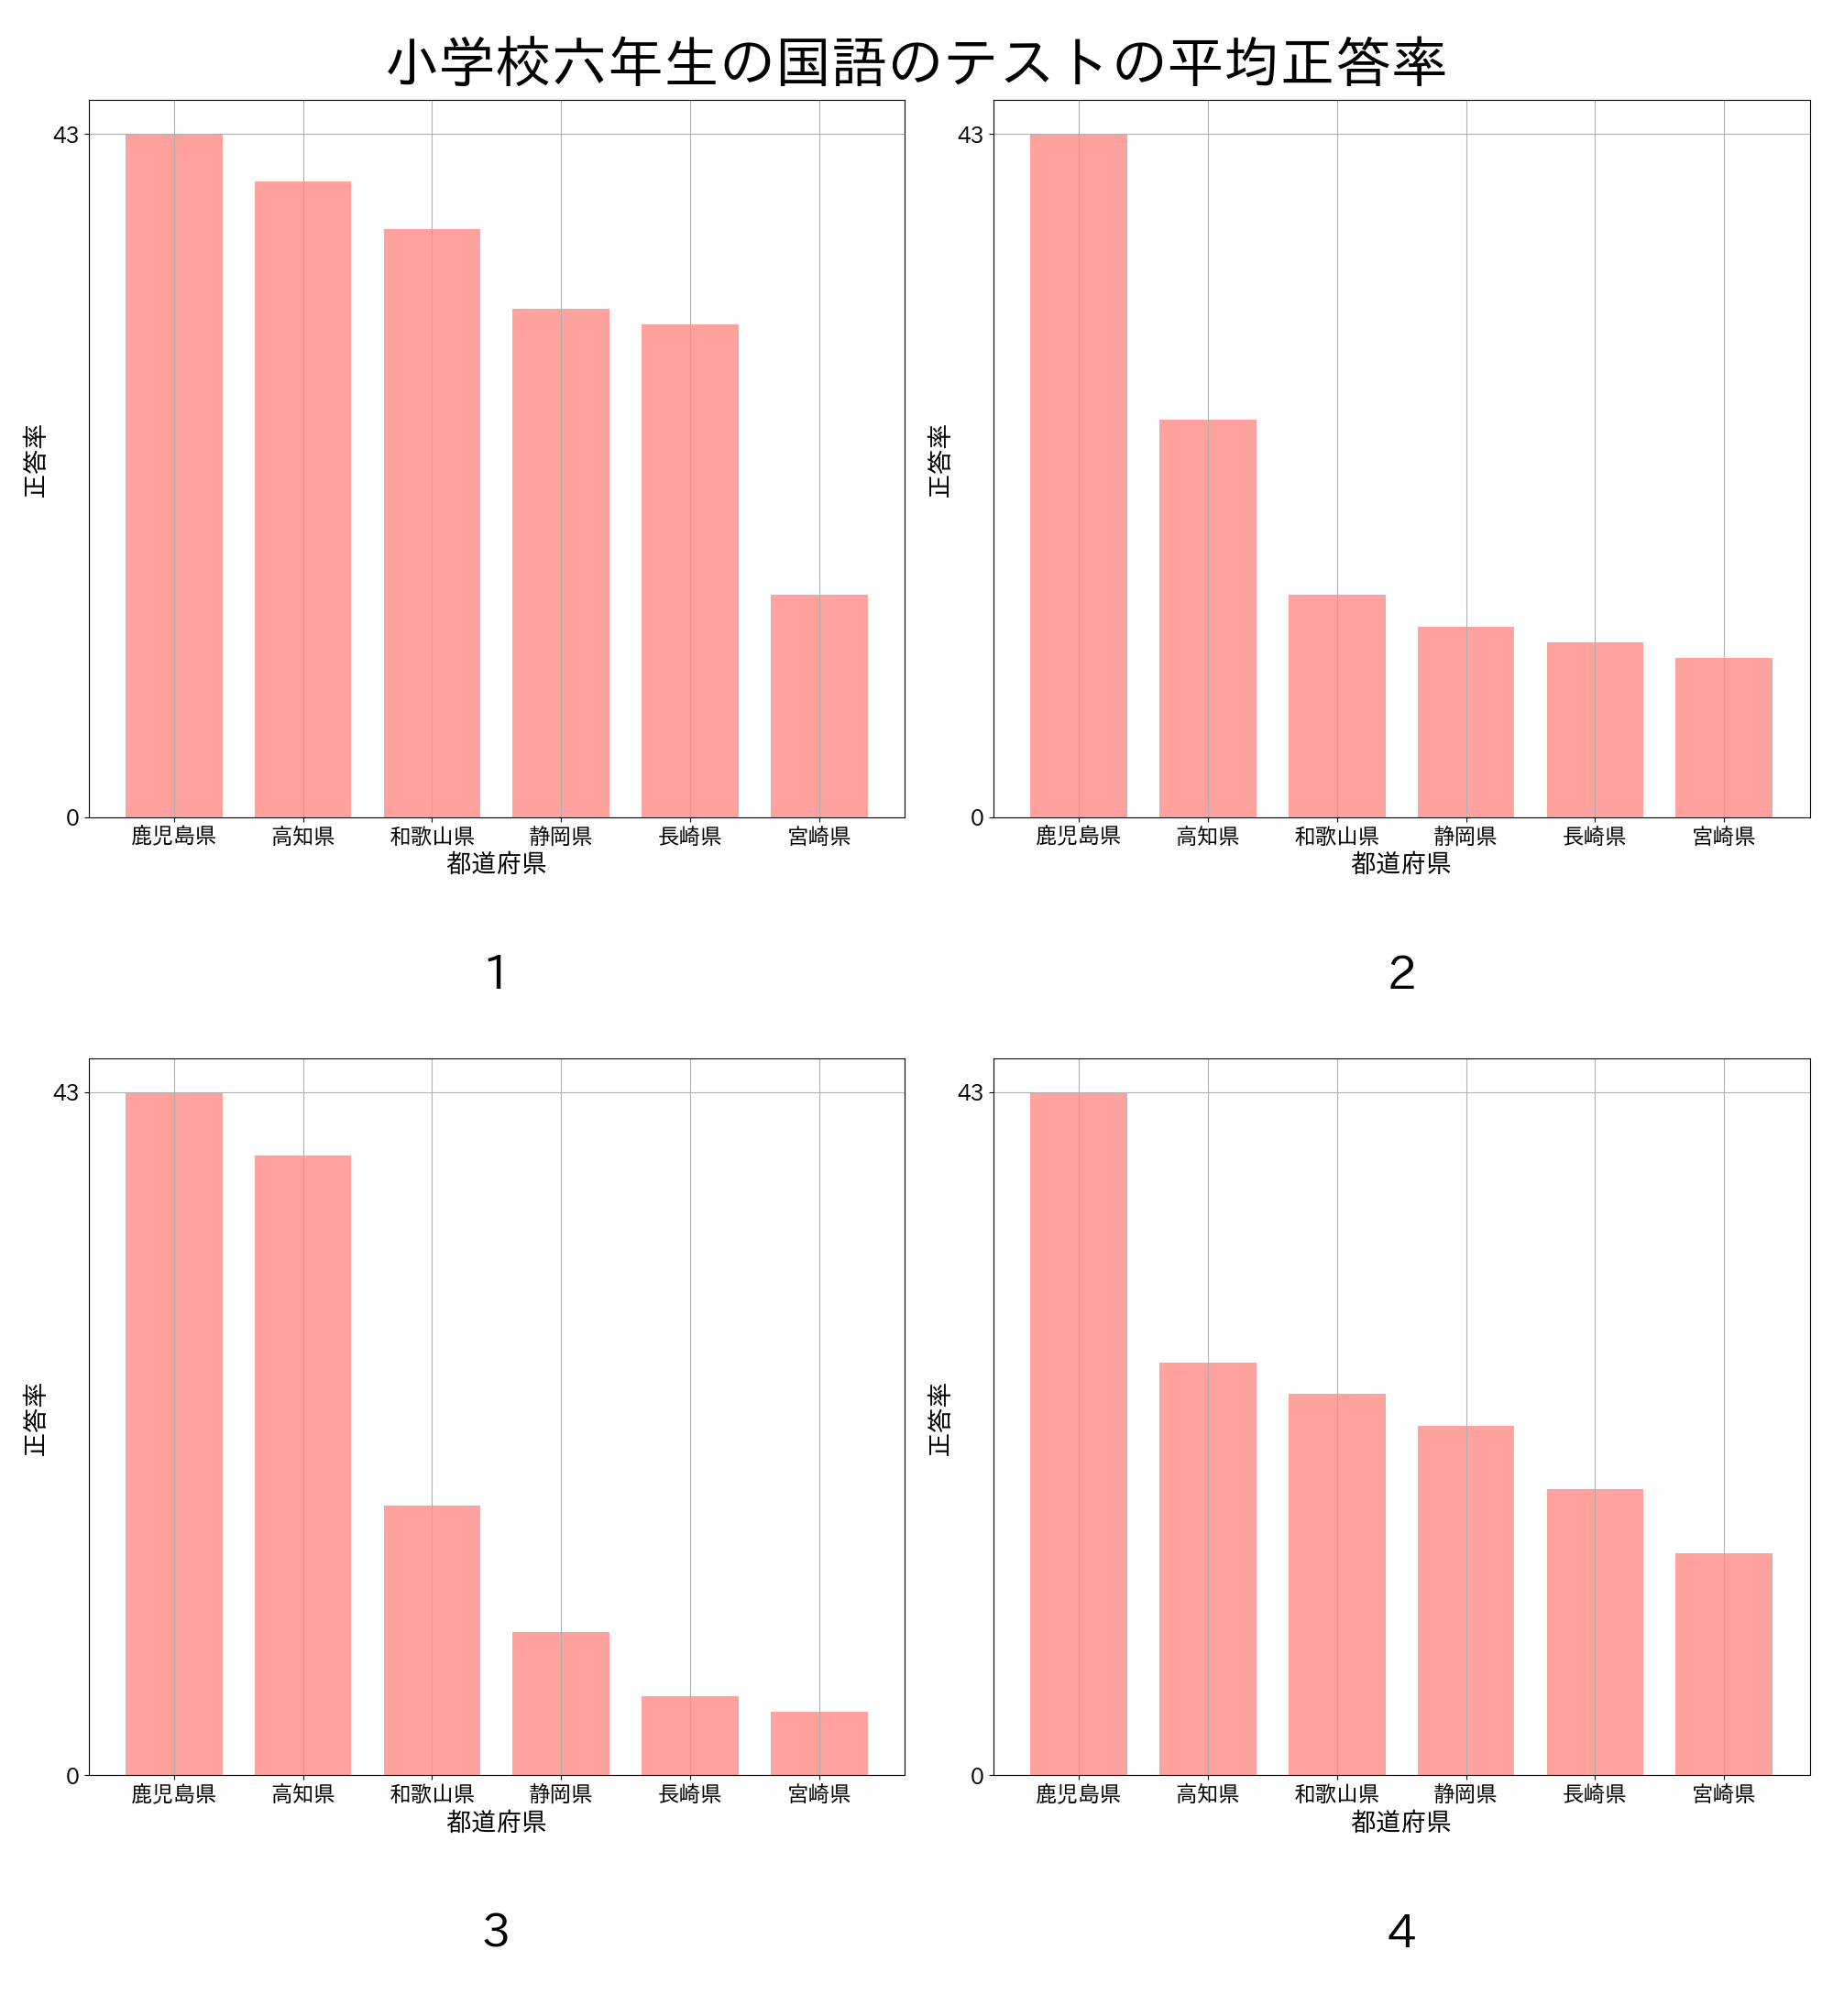 小学校六年生の国語のテストの平均正答率
43
0
正答率
鹿児島県 高知県 和歌山県 静岡県 長崎県 宮崎県
都道府県
1
43
0
正答率
鹿児島県 高知県 和歌山県 静岡県 長崎県 宮崎県
都道府県
2
43
0
正答率
鹿児島県 高知県 和歌山県 静岡県 長崎県 宮崎県
都道府県
3
43
0
正答率
鹿児島県 高知県 和歌山県 静岡県 長崎県 宮崎県
都道府県
4